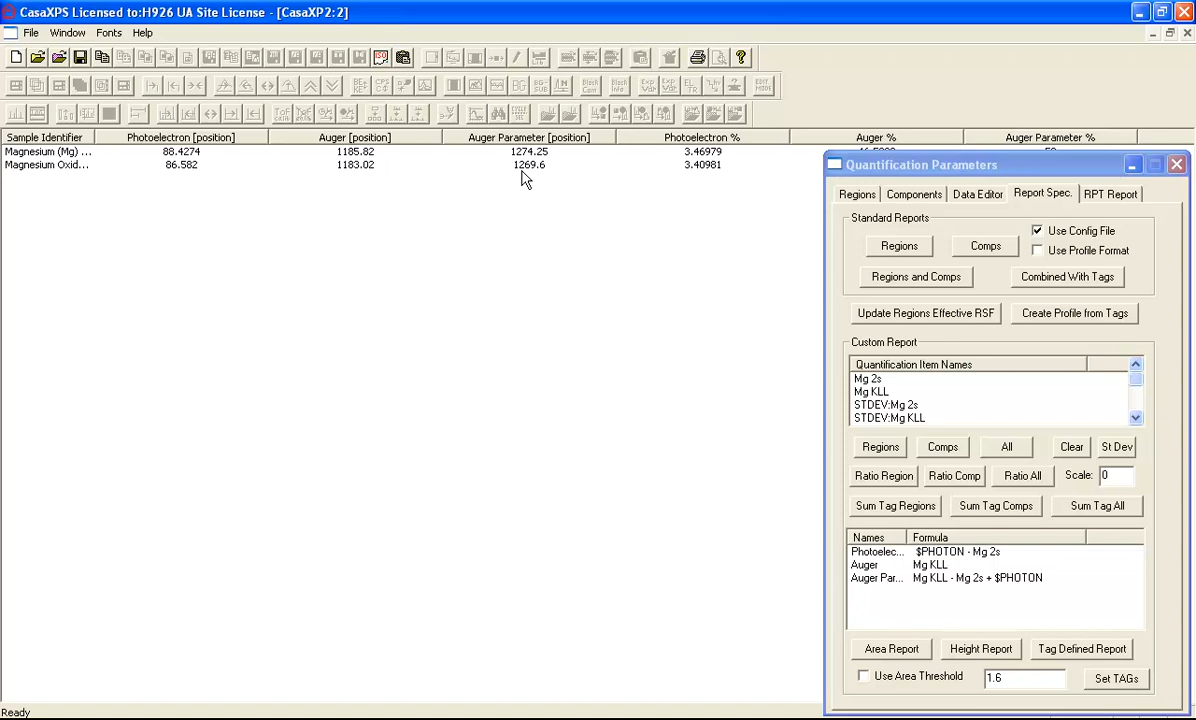 CasaXPS Licensed to:H926 UA Site License - [CasaXP2:2]
File Window Fonts Help
Sample Identifier Photoelectron [position] Auger [position] Auger Parameter [position] Photoelectron % Auger % Auger Parameter %
Magnesium (Mg) ... 88.4274 1185.82 1274.25 3.46979
Magnesium Oxid... 86.582 1183.02 1269.6 3.40981
Quantification Parameters
Regions Components Data Editor Report Spec. RPT Report
Standard Reports
Regions Comps Use Config File
Use Profile Format
Regions and Comps Combined With Tags
Update Regions Effective RSF Create Profile from Tags
Custom Report
Quantification Item Names
Mg 2s
Mg KLL
STDEV:Mg 2s
STDEV:Mg KLL
Regions Comps All Clear St Dev
Ratio Region Ratio Comp Ratio All Scale: 0
Sum Tag Regions Sum Tag Comps Sum Tag All
Names Formula
Photoelec... $PHOTON - Mg 2s
Auger Mg KLL
Auger Par... Mg KLL - Mg 2s + $PHOTON
Area Report Height Report Tag Defined Report
Use Area Threshold 1.6 Set TAGs
Ready